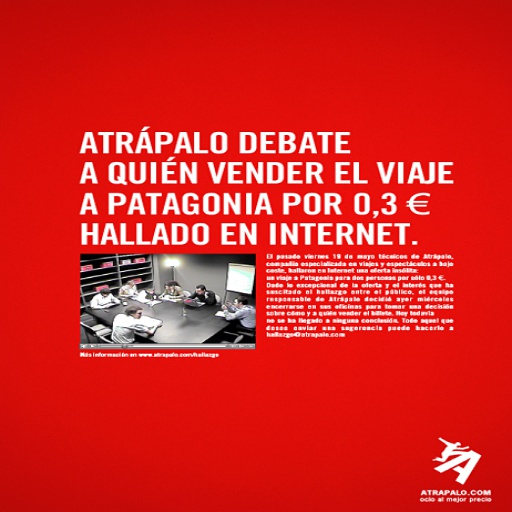 ATRÁPALO DEBATE
A QUIÉN VENDER EL VIAJE
A PATAGONIA POR 0,3 €
HALLADO EN INTERNET.
El pasado viernes 19 de mayo técnicos de Atrápalo,
compañía especializada en viajes y espectáculos a bajo
coste, hallaron en Internet una oferta insólita:
un viaje a Patagonia para dos personas por sólo 0,3 €.
Dado lo excepcional de la oferta y el interés que ha
suscitado el hallazgo entre el público, el equipo
responsable de Atrápalo decidió ayer miércoles
encerrarse en sus oficinas para tomar una decisión
sobre cómo y a quién vender el billete. Hoy todavía
no se ha llegado a ninguna conclusión. Todo aquel que
desee enviar una sugerencia puede hacerlo a
hallazgo@atrapalo.com
Más información en www.atrapalo.com/hallazgo
ATRAPALO.COM
ocio al mejor precio